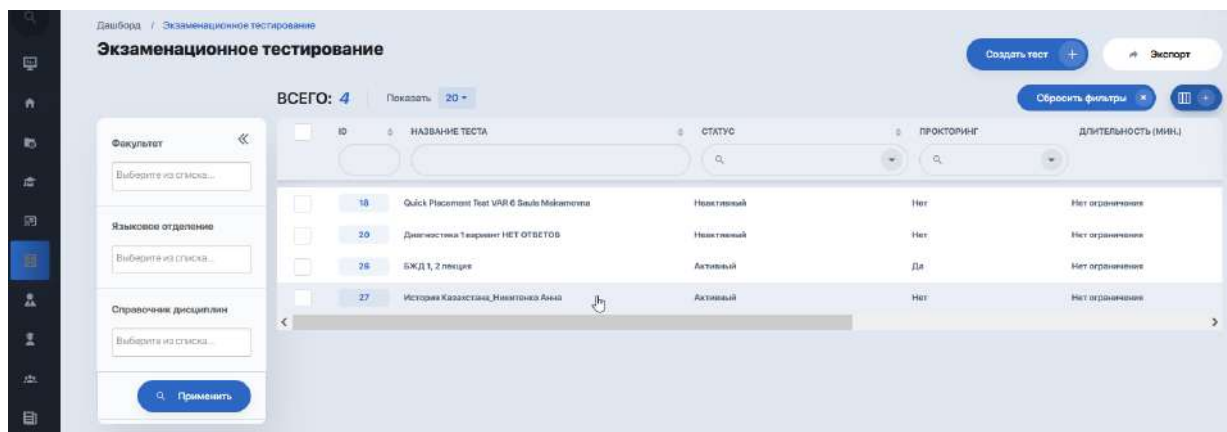 Дашборд / Экзаменационное тестирование
Экзаменационное тестирование
Создать тест +
Экспорт
ВСЕГО: 4 Показать 20
Сбросить фильтры ×
Факультет
Выберите из списка...
Языковое отделение
Выберите из списка...
Справочник дисциплин
Выберите из списка...
Применить
ID НАЗВАНИЕ ТЕСТА СТАТУС ПРОКТОРИНГ ДЛИТЕЛЬНОСТЬ (МИН.)
18 Quick Placement Test VAR 6 Saule Неактивный Нет Нет ограничения
20 Диагностика 1 вариант НЕТ ОТВЕТОВ Неактивный Нет Нет ограничения
26 БЖД 1, 2 лекция Активный Да Нет ограничения
27 История Казахстана_Никитенко Анна Активный Нет Нет ограничения